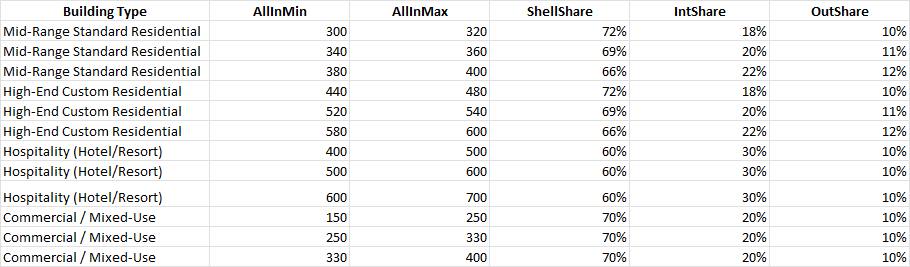 Building Type AllInMin AllInMax ShellShare IntShare OutShare
Mid-Range Standard Residential 300 320 72% 18% 10%
Mid-Range Standard Residential 340 360 69% 20% 11%
Mid-Range Standard Residential 380 400 66% 22% 12%
High-End Custom Residential 440 480 72% 18% 10%
High-End Custom Residential 520 540 69% 20% 11%
High-End Custom Residential 580 600 66% 22% 12%
Hospitality (Hotel/Resort) 400 500 60% 30% 10%
Hospitality (Hotel/Resort) 500 600 60% 30% 10%
Hospitality (Hotel/Resort) 600 700 60% 30% 10%
Commercial / Mixed-Use 150 250 70% 20% 10%
Commercial / Mixed-Use 250 330 70% 20% 10%
Commercial / Mixed-Use 330 400 70% 20% 10%